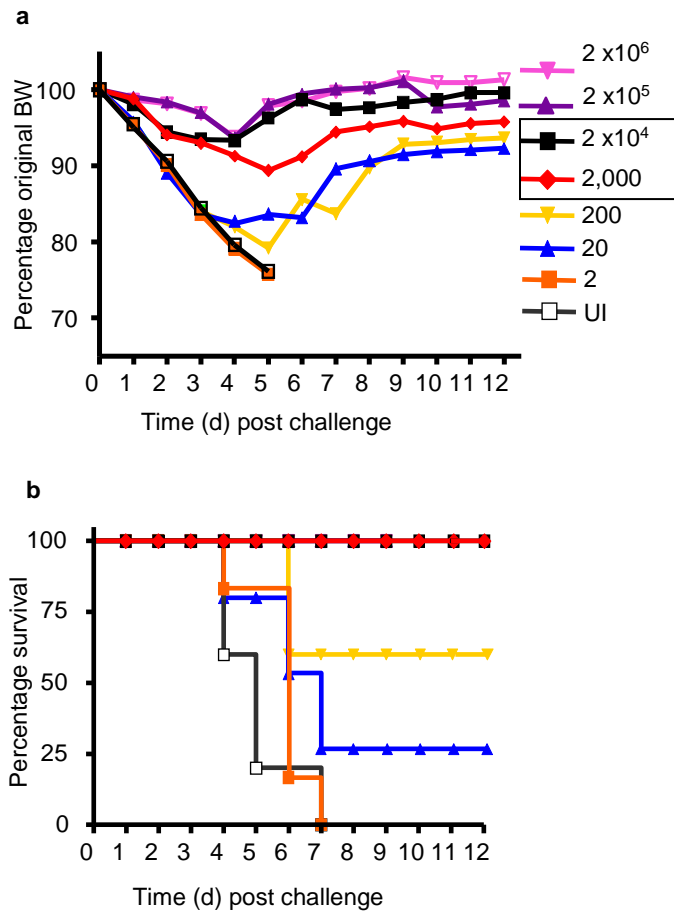 a
Percentage original BW
100
90
80
70
0 1 2 3 4 5 6 7 8 9 10 11 12
Time (d) post challenge
2 x10⁶
2 x10⁵
2 x10⁴
2,000
200
20
2
UI
b
Percentage survival
100
75
50
25
0
0 1 2 3 4 5 6 7 8 9 10 11 12
Time (d) post challenge